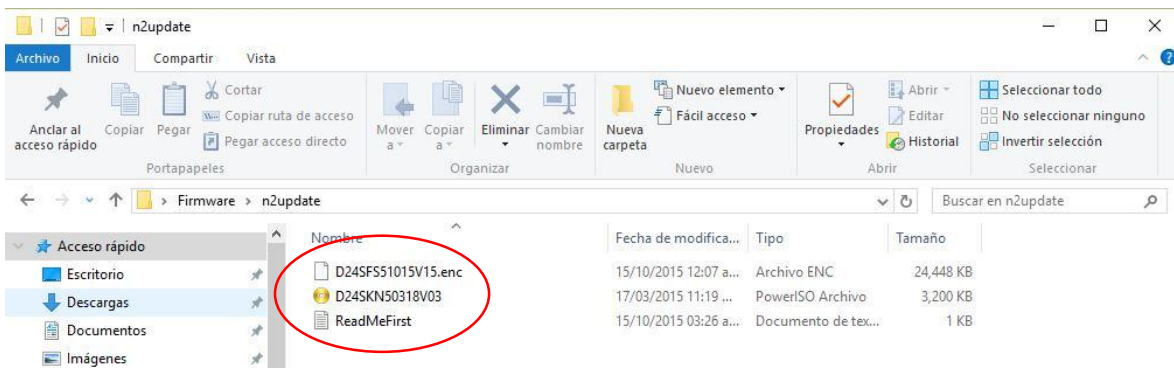 n2update
Archivo Inicio Compartir Vista
Anclar al acceso rápido
Copiar
Pegar
Cortar
Copiar ruta de acceso
Pegar acceso directo
Portapapeles
Mover a
Copiar a
Eliminar
Cambiar nombre
Organizar
Nueva carpeta
Nuevo elemento
Fácil acceso
Nuevo
Propiedades
Abrir
Editar
Historial
Abrir
Seleccionar todo
No seleccionar ninguno
Invertir selección
Seleccionar
Firmware > n2update
Buscar en n2update
Acceso rápido
Escritorio
Descargas
Documentos
Imágenes
Nombre Fecha de modifica... Tipo Tamaño
D24SFS51015V15.enc 15/10/2015 12:07 a... Archivo ENC 24,448 KB
D24SKN50318V03 17/03/2015 11:19 ... PowerISO Archivo 3,200 KB
ReadMeFirst 15/10/2015 03:26 a... Documento de tex... 1 KB